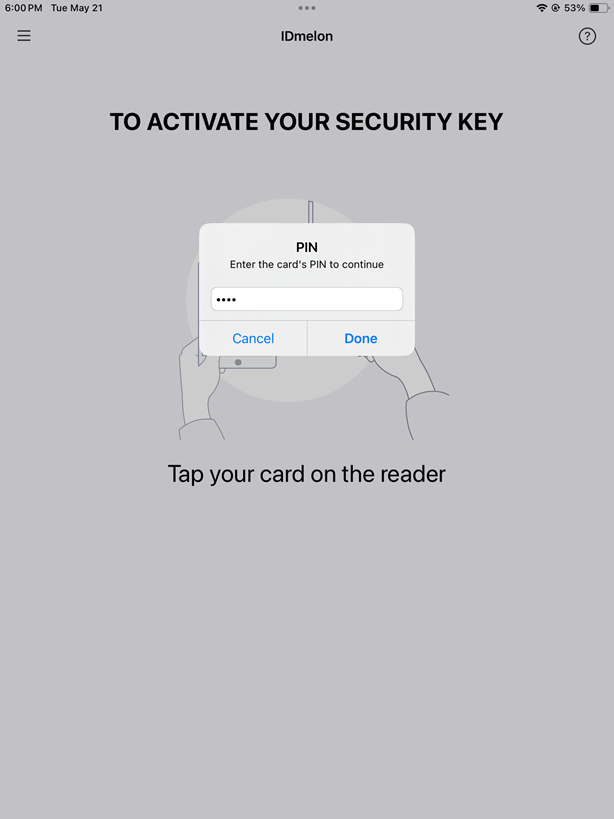 6:00 PM Tue May 21
53%
IDmelon
?
TO ACTIVATE YOUR SECURITY KEY
PIN
Enter the card's PIN to continue
••••
Cancel
Done
Tap your card on the reader